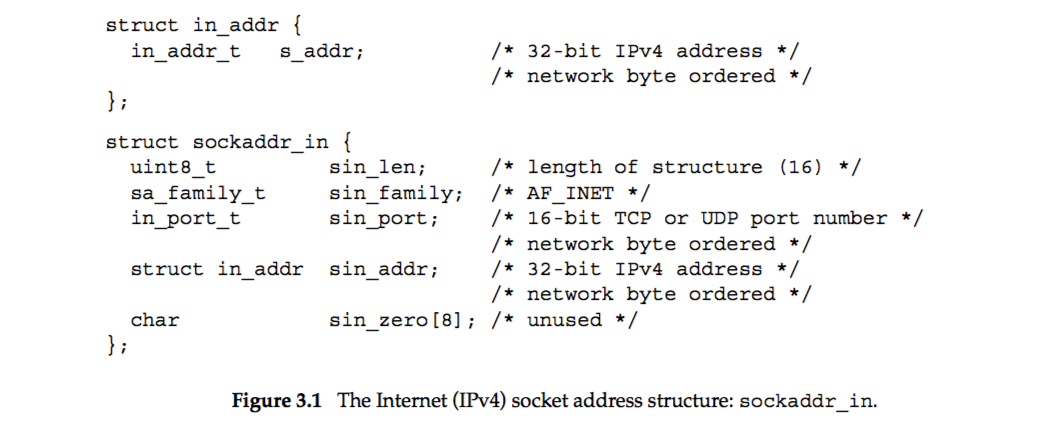 struct in_addr {
in_addr_t s_addr; /* 32-bit IPv4 address */
/* network byte ordered */
};
struct sockaddr_in {
uint8_t sin_len; /* length of structure (16) */
sa_family_t sin_family; /* AF_INET */
in_port_t sin_port; /* 16-bit TCP or UDP port number */
/* network byte ordered */
struct in_addr sin_addr; /* 32-bit IPv4 address */
/* network byte ordered */
char sin_zero[8]; /* unused */
};
Figure 3.1 The Internet (IPv4) socket address structure: sockaddr_in.